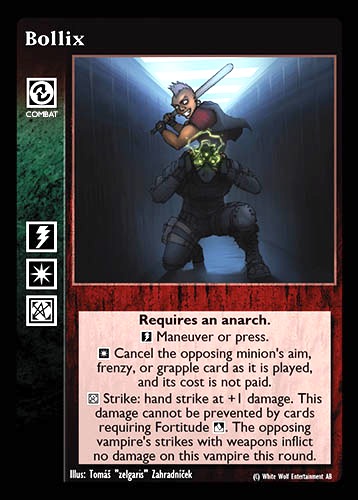 Bollix
COMBAT
Requires an anarch.
Maneuver or press.
Cancel the opposing minion's aim,
frenzy, or grapple card as it is played,
and its cost is not paid.
Strike: hand strike at +1 damage. This
damage cannot be prevented by cards
requiring Fortitude . The opposing
vampire's strikes with weapons inflict
no damage on this vampire this round.
Illus: Tomáš "zelgaris" Zahradníček
(C) White Wolf Entertainment AB